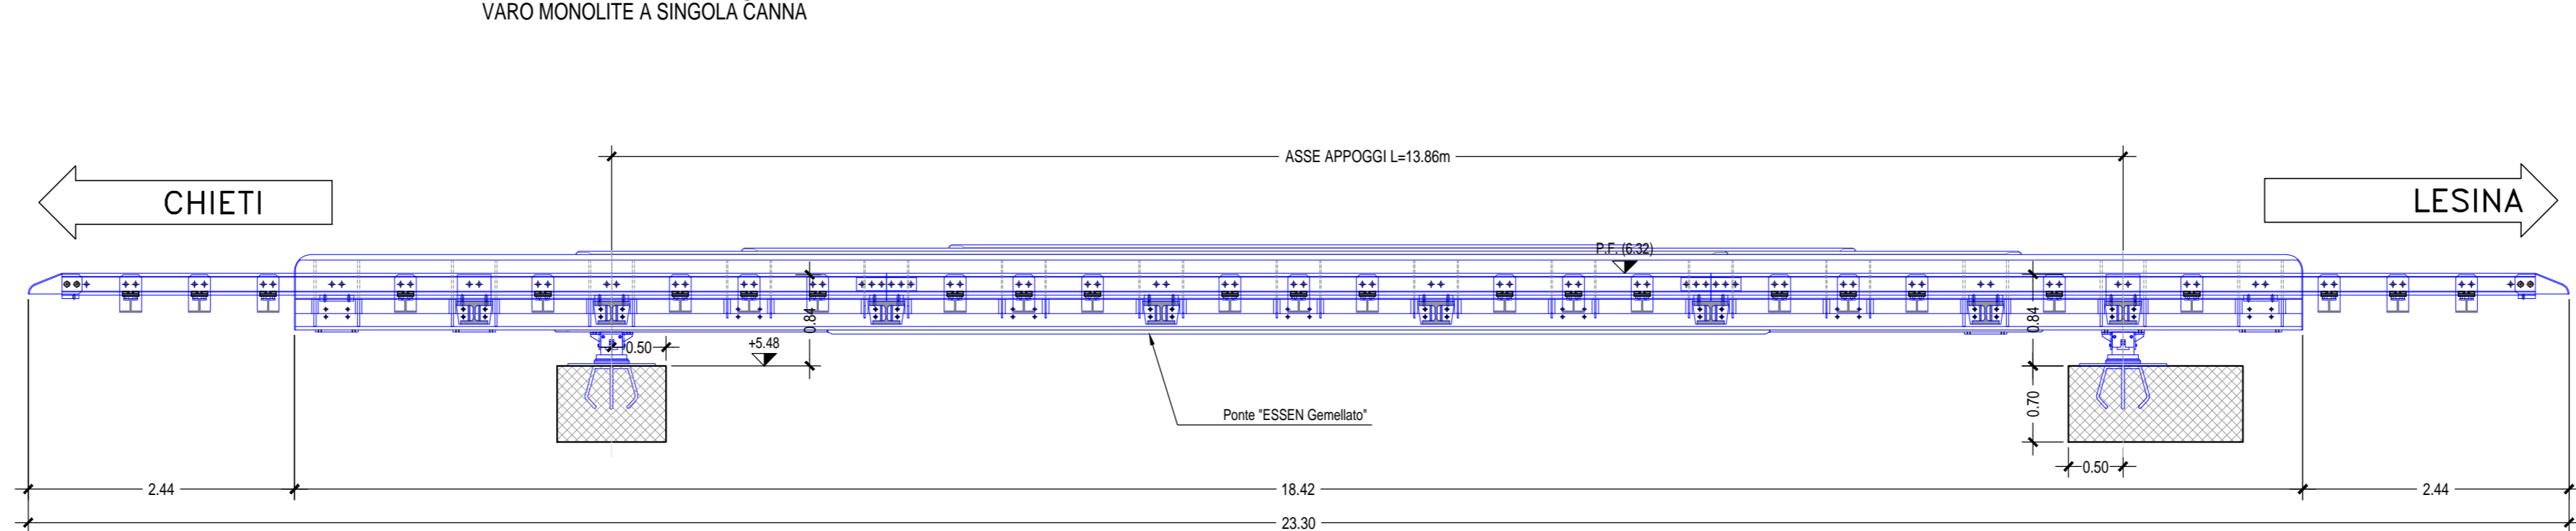 VARO MONOLITE A SINGOLA CANNA
ASSE APPOGGI L=13.86m
CHIETI
LESINA
P.F. (6.32)
0.84
0.84
0.50
+5.48
0.70
Ponte "ESSEN Gemellato"
0.50
2.44
18.42
2.44
23.30